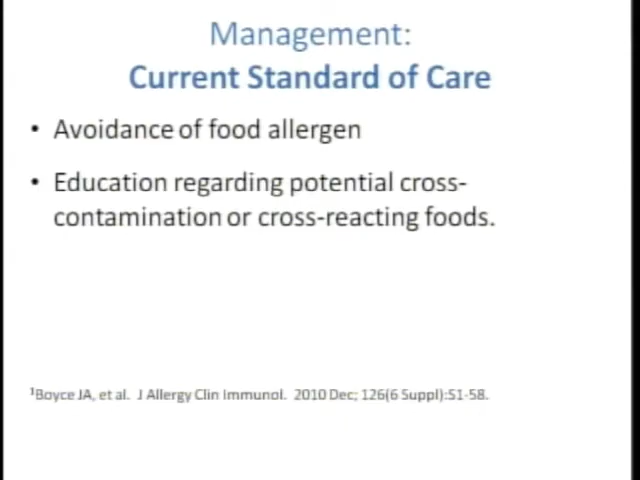 Management:
Current Standard of Care
• Avoidance of food allergen
• Education regarding potential cross-
contamination or cross-reacting foods.
¹Boyce JA, et al. J Allergy Clin Immunol. 2010 Dec; 126(6 Suppl):S1-58.